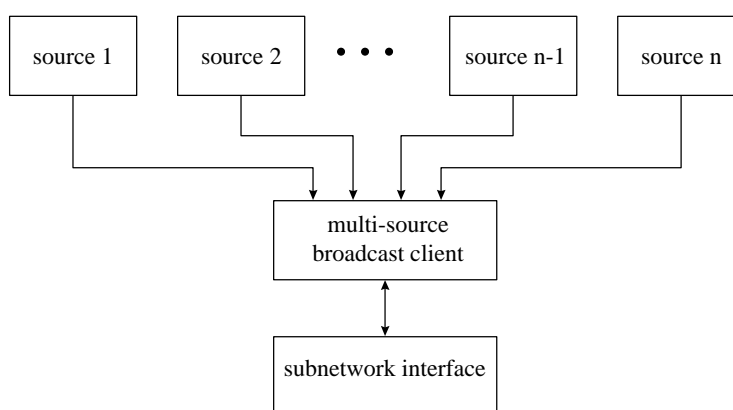 source 1
source 2
source n-1
source n
multi-source
broadcast client
subnetwork interface